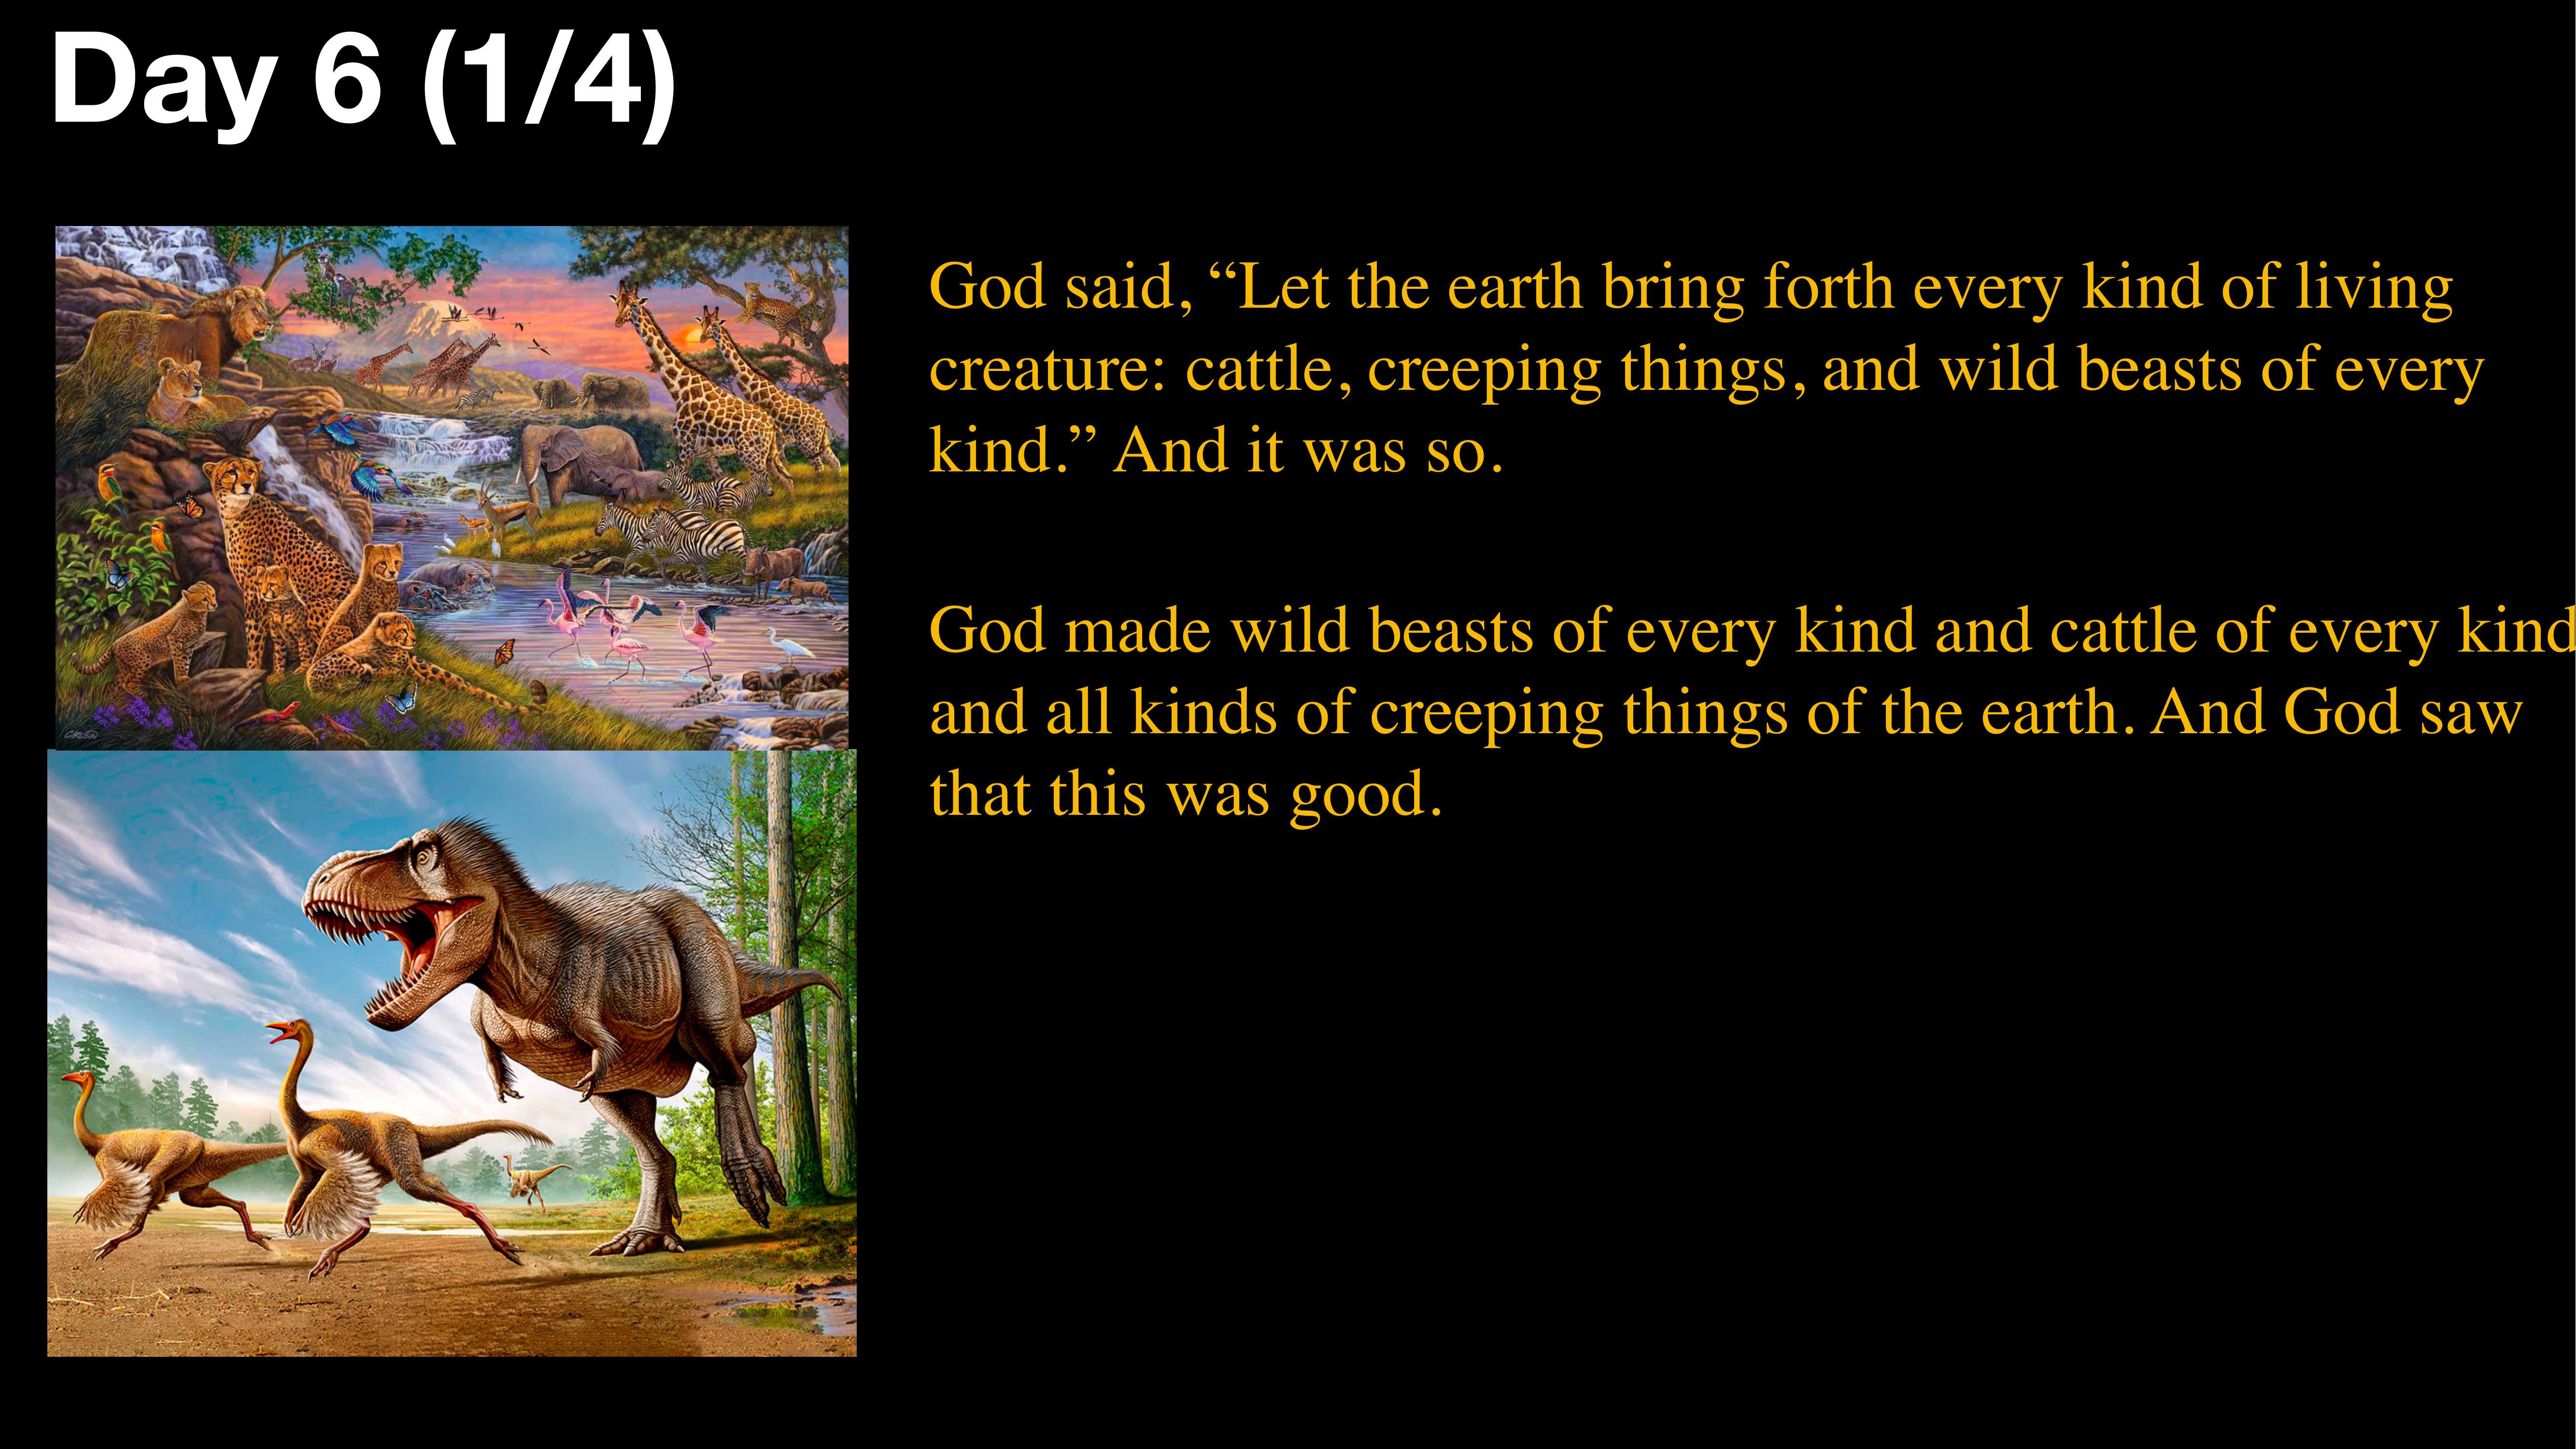 Day 6 (1/4)
God said, “Let the earth bring forth every kind of living
creature: cattle, creeping things, and wild beasts of every
kind.” And it was so.
God made wild beasts of every kind and cattle of every kind
and all kinds of creeping things of the earth. And God saw
that this was good.